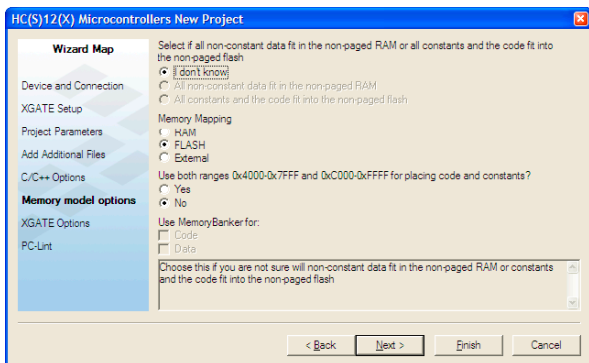 HC(S)12(X) Microcontrollers New Project
Wizard Map
Device and Connection
XGATE Setup
Project Parameters
Add Additional Files
C/C++ Options
Memory model options
XGATE Options
PC-Lint
Select if all non-constant data fit in the non-paged RAM or all constants and the code fit into
the non-paged flash
I don't know
All non-constant data fit in the non-paged RAM
All constants and the code fit into the non-paged flash
Memory Mapping
RAM
FLASH
External
Use both ranges 0x4000-0x7FFF and 0xC000-0xFFFF for placing code and constants?
Yes
No
Use MemoryBanker for:
Code
Data
Choose this if you are not sure will non-constant data fit in the non-paged RAM or constants
and the code fit into the non-paged flash
< Back
Next >
Finish
Cancel